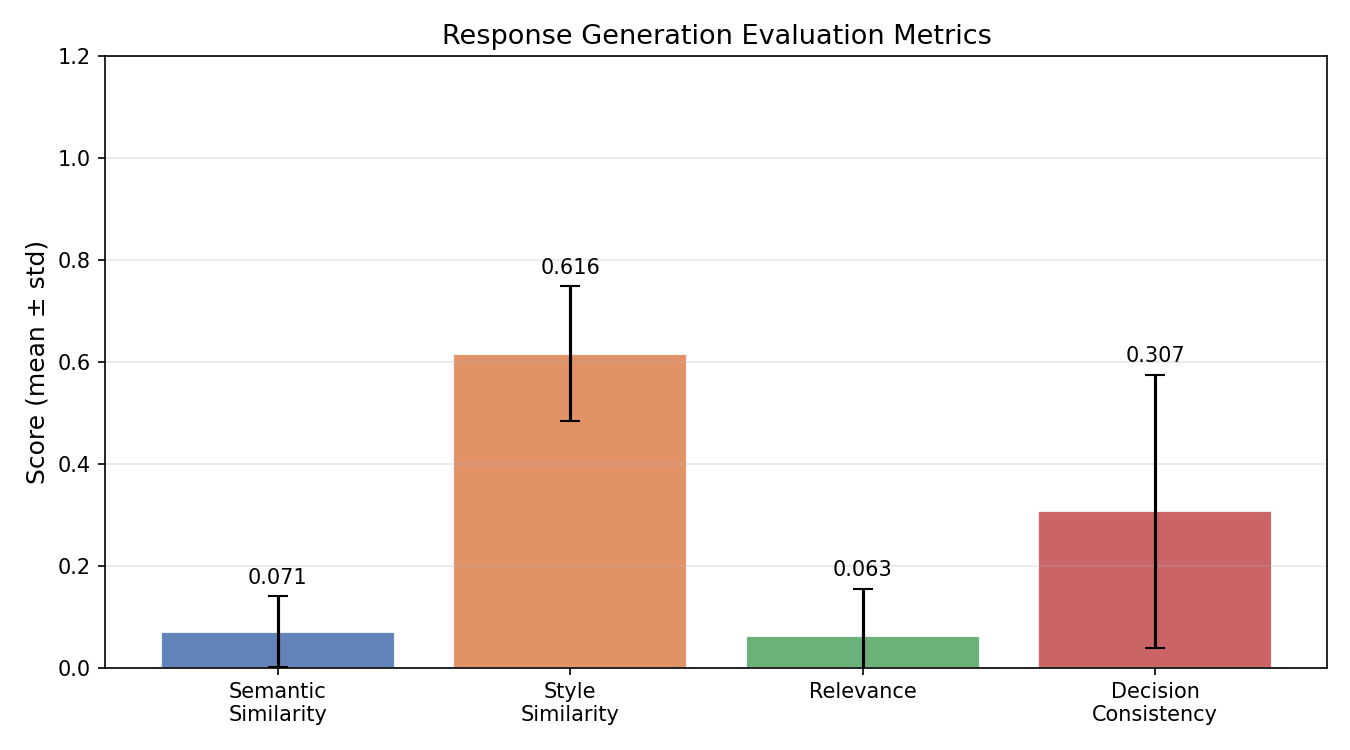 Response Generation Evaluation Metrics
Score (mean ± std)
1.2
1.0
0.8
0.6
0.4
0.2
0.0
0.071
0.616
0.063
0.307
Semantic
Similarity
Style
Similarity
Relevance
Decision
Consistency